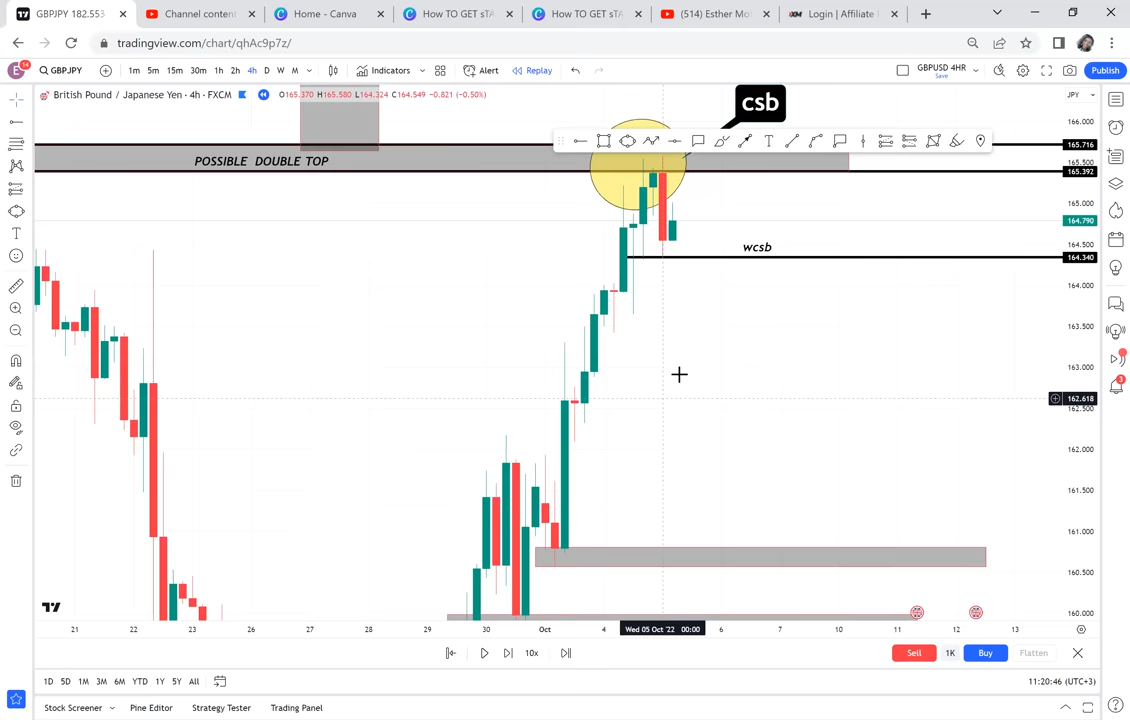 GBPJPY 182.553
Channel content
Home - Canva
How TO GET sTA
How TO GET sTA
(514) Esther Mo
Login | Affiliate
tradingview.com/chart/qhAc9p7z/
E
14
GBPJPY
1m 5m 15m 30m 1h 2h 4h D W M
Indicators
Alert
Replay
GBPUSD 4HR
Save
Publish
British Pound / Japanese Yen · 4h · FXCM
O165.370 H165.580 L164.324 C164.549 -0.821 (-0.50%)
JPY
csb
POSSIBLE DOUBLE TOP
wcsb
166.000
165.716
165.500
165.392
165.000
164.790
164.500
164.340
164.000
163.500
163.000
162.618
162.500
162.000
161.500
161.000
160.500
160.000
3
21 22 23 26 27 28 29 30 Oct 4 Wed 05 Oct '22 00:00 6 7 10 11 12 13
10x
Sell 1K Buy Flatten
1D 5D 1M 3M 6M YTD 1Y 5Y All
11:20:46 (UTC+3)
Stock Screener Pine Editor Strategy Tester Trading Panel